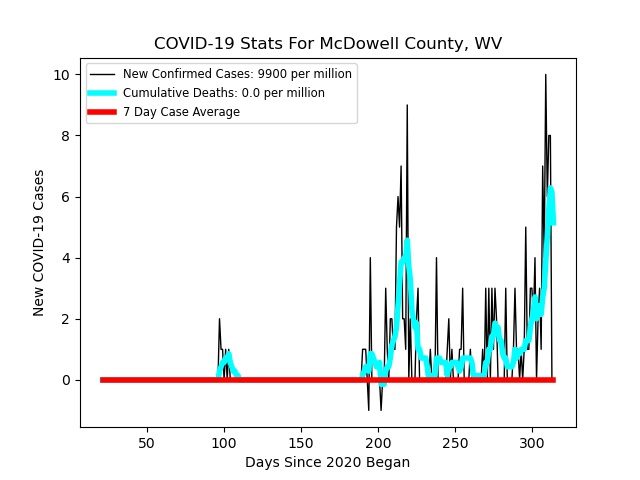 COVID-19 Stats For McDowell County, WV
New Confirmed Cases: 9900 per million
Cumulative Deaths: 0.0 per million
7 Day Case Average
New COVID-19 Cases
10
8
6
4
2
0
50
100
150
200
250
300
Days Since 2020 Began